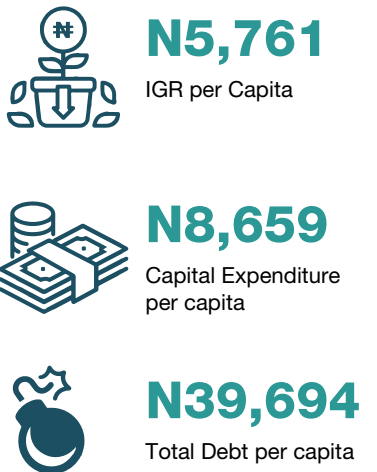 ₦
N5,761
IGR per Capita
N8,659
Capital Expenditure
per capita
N39,694
Total Debt per capita